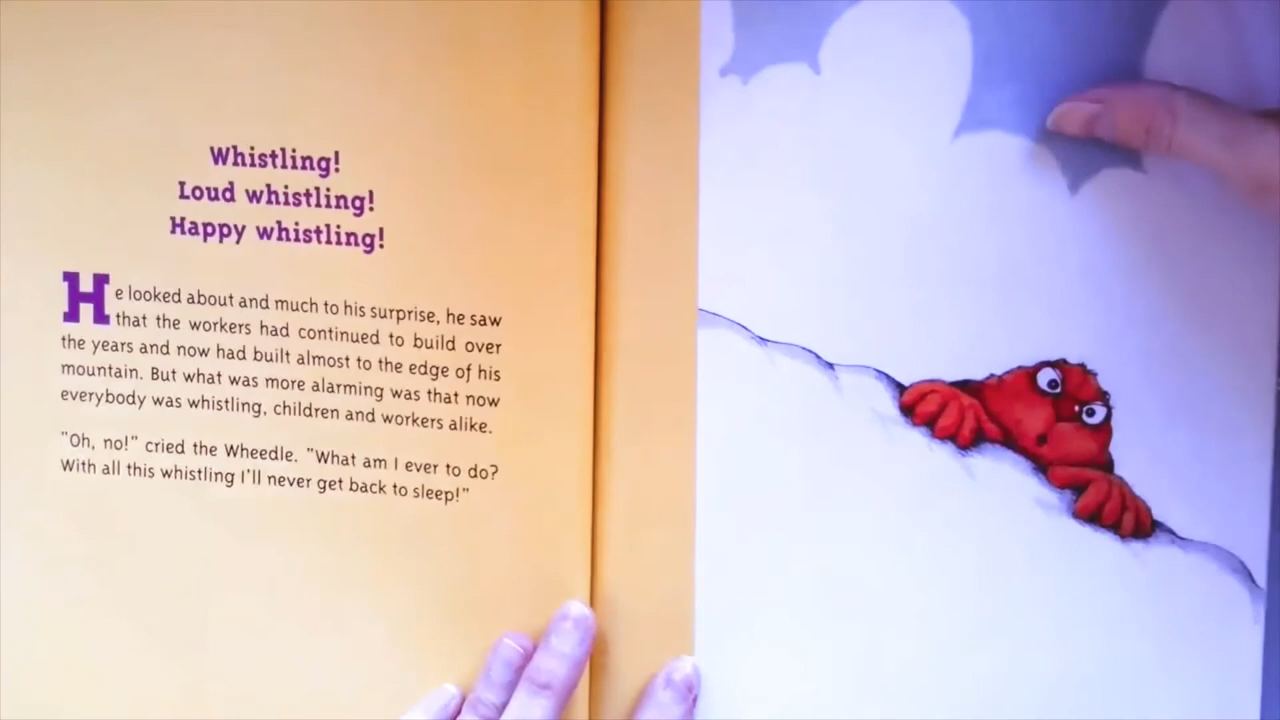 Whistling!
Loud whistling!
Happy whistling!
He looked about and much to his surprise, he saw
that the workers had continued to build over
the years and now had built almost to the edge of his
mountain. But what was more alarming was that now
everybody was whistling, children and workers alike.
"Oh, no!" cried the Wheedle. "What am I ever to do?
With all this whistling I'll never get back to sleep!"